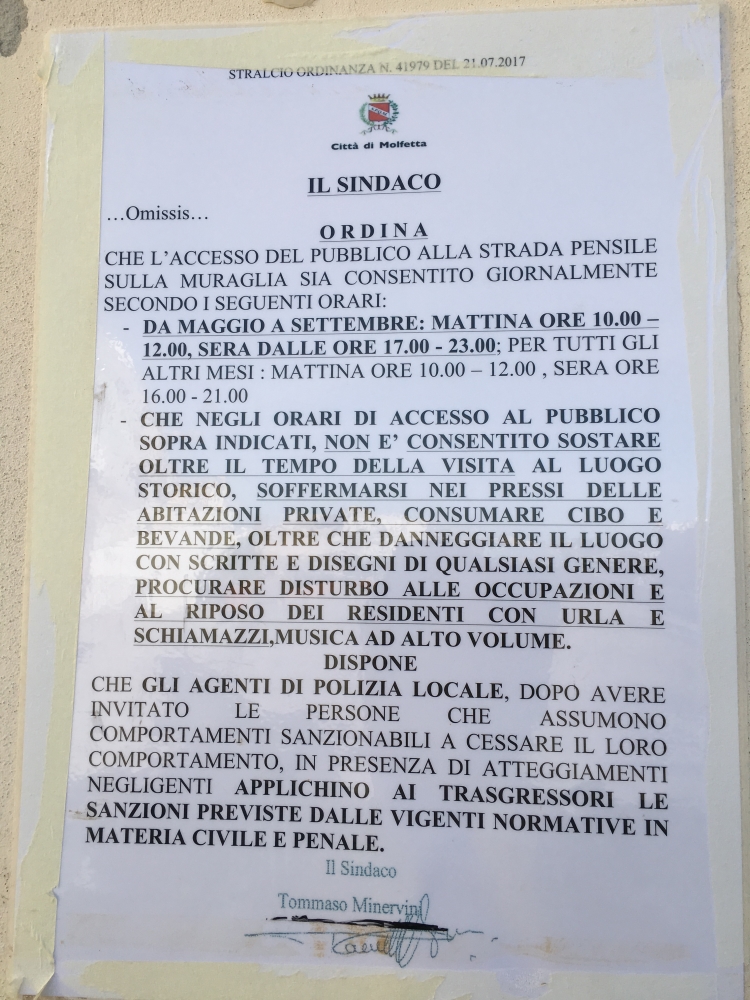 STRALCIO ORDINANZA N. 41979 DEL 21.07.2017
Città di Molfetta
IL SINDACO
…Omissis…
ORDINA
CHE L'ACCESSO DEL PUBBLICO ALLA STRADA PENSILE
SULLA MURAGLIA SIA CONSENTITO GIORNALMENTE
SECONDO I SEGUENTI ORARI:
- DA MAGGIO A SETTEMBRE: MATTINA ORE 10.00 –
12.00, SERA DALLE ORE 17.00 - 23.00; PER TUTTI GLI
ALTRI MESI : MATTINA ORE 10.00 – 12.00 , SERA ORE
16.00 - 21.00
- CHE NEGLI ORARI DI ACCESSO AL PUBBLICO
SOPRA INDICATI, NON E' CONSENTITO SOSTARE
OLTRE IL TEMPO DELLA VISITA AL LUOGO
STORICO, SOFFERMARSI NEI PRESSI DELLE
ABITAZIONI PRIVATE, CONSUMARE CIBO E
BEVANDE, OLTRE CHE DANNEGGIARE IL LUOGO
CON SCRITTE E DISEGNI DI QUALSIASI GENERE,
PROCURARE DISTURBO ALLE OCCUPAZIONI E
AL RIPOSO DEI RESIDENTI CON URLA E
SCHIAMAZZI,MUSICA AD ALTO VOLUME.
DISPONE
CHE GLI AGENTI DI POLIZIA LOCALE, DOPO AVERE
INVITATO LE PERSONE CHE ASSUMONO
COMPORTAMENTI SANZIONABILI A CESSARE IL LORO
COMPORTAMENTO, IN PRESENZA DI ATTEGGIAMENTI
NEGLIGENTI APPLICHINO AI TRASGRESSORI LE
SANZIONI PREVISTE DALLE VIGENTI NORMATIVE IN
MATERIA CIVILE E PENALE.
Il Sindaco
Tommaso Minervini